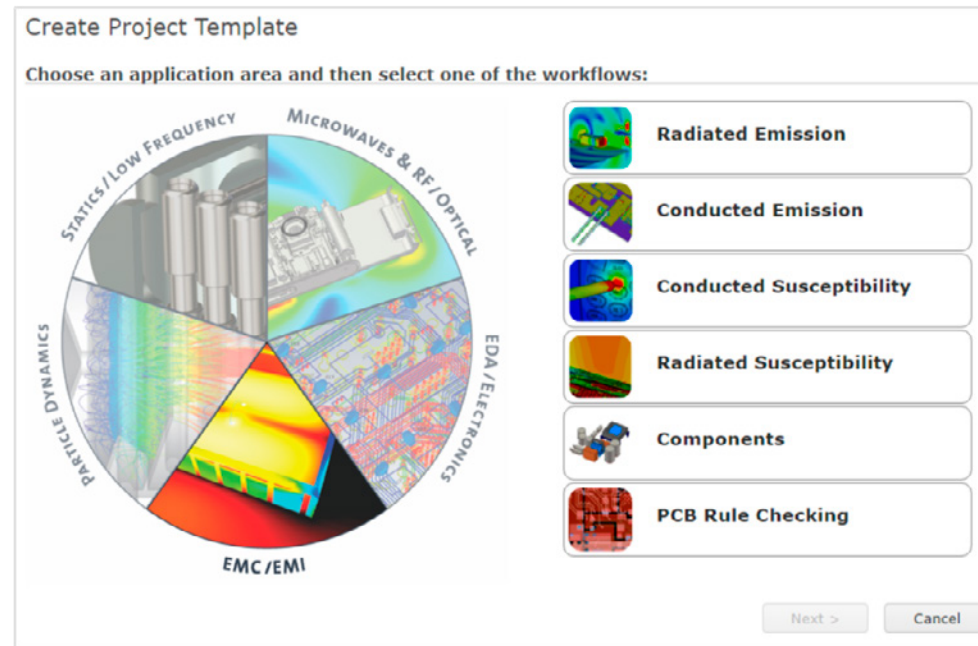 Create Project Template
Choose an application area and then select one of the workflows:
STATICS/LOW FREQUENCY
MICROWAVES & RF/OPTICAL
EDA/ELECTRONICS
EMC/EMI
PARTICLE DYNAMICS
Radiated Emission
Conducted Emission
Conducted Susceptibility
Radiated Susceptibility
Components
PCB Rule Checking
Next >
Cancel